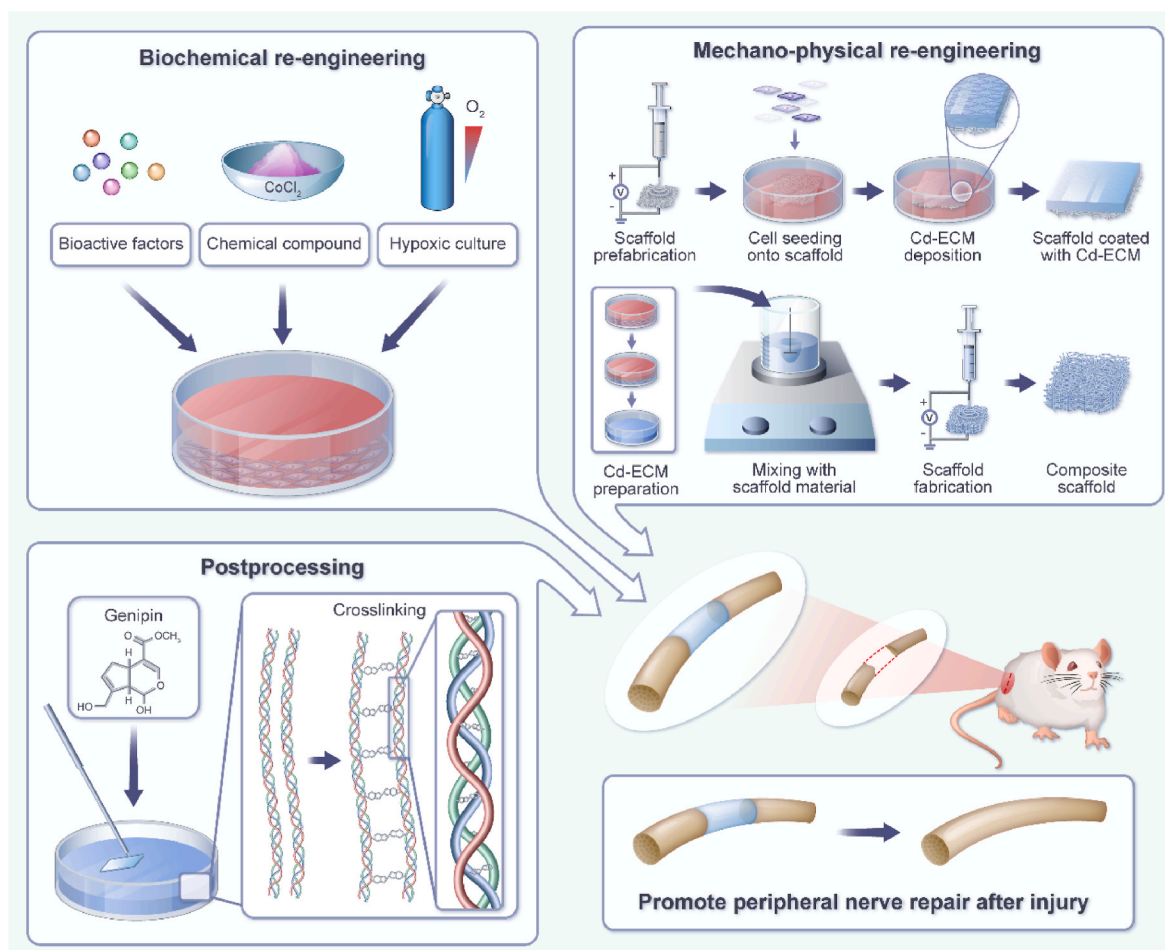 Biochemical re-engineering
O2
CoCl2
Bioactive factors
Chemical compound
Hypoxic culture
Mechano-physical re-engineering
+
V
-
Scaffold
prefabrication
Cell seeding
onto scaffold
Cd-ECM
deposition
Scaffold coated
with Cd-ECM
Cd-ECM
preparation
Mixing with
scaffold material
+
V
-
Scaffold
fabrication
Composite
scaffold
Postprocessing
Genipin
O
OCH3
H
O
H
HO
OH
Crosslinking
Promote peripheral nerve repair after injury